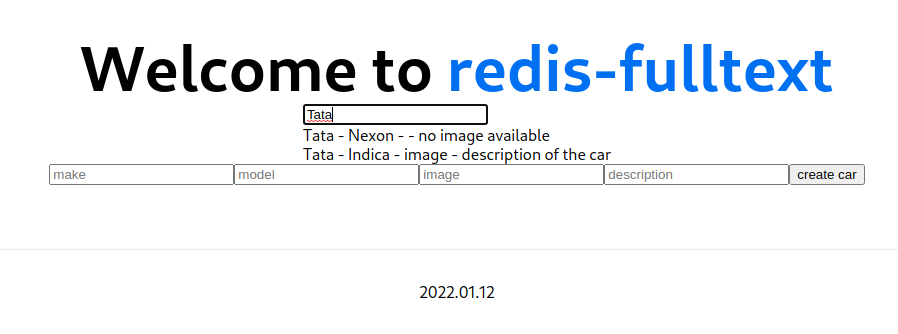 Welcome to redis-fulltext
Tata
Tata - Nexon - - no image available
Tata - Indica - image - description of the car
make model image description create car
2022.01.12